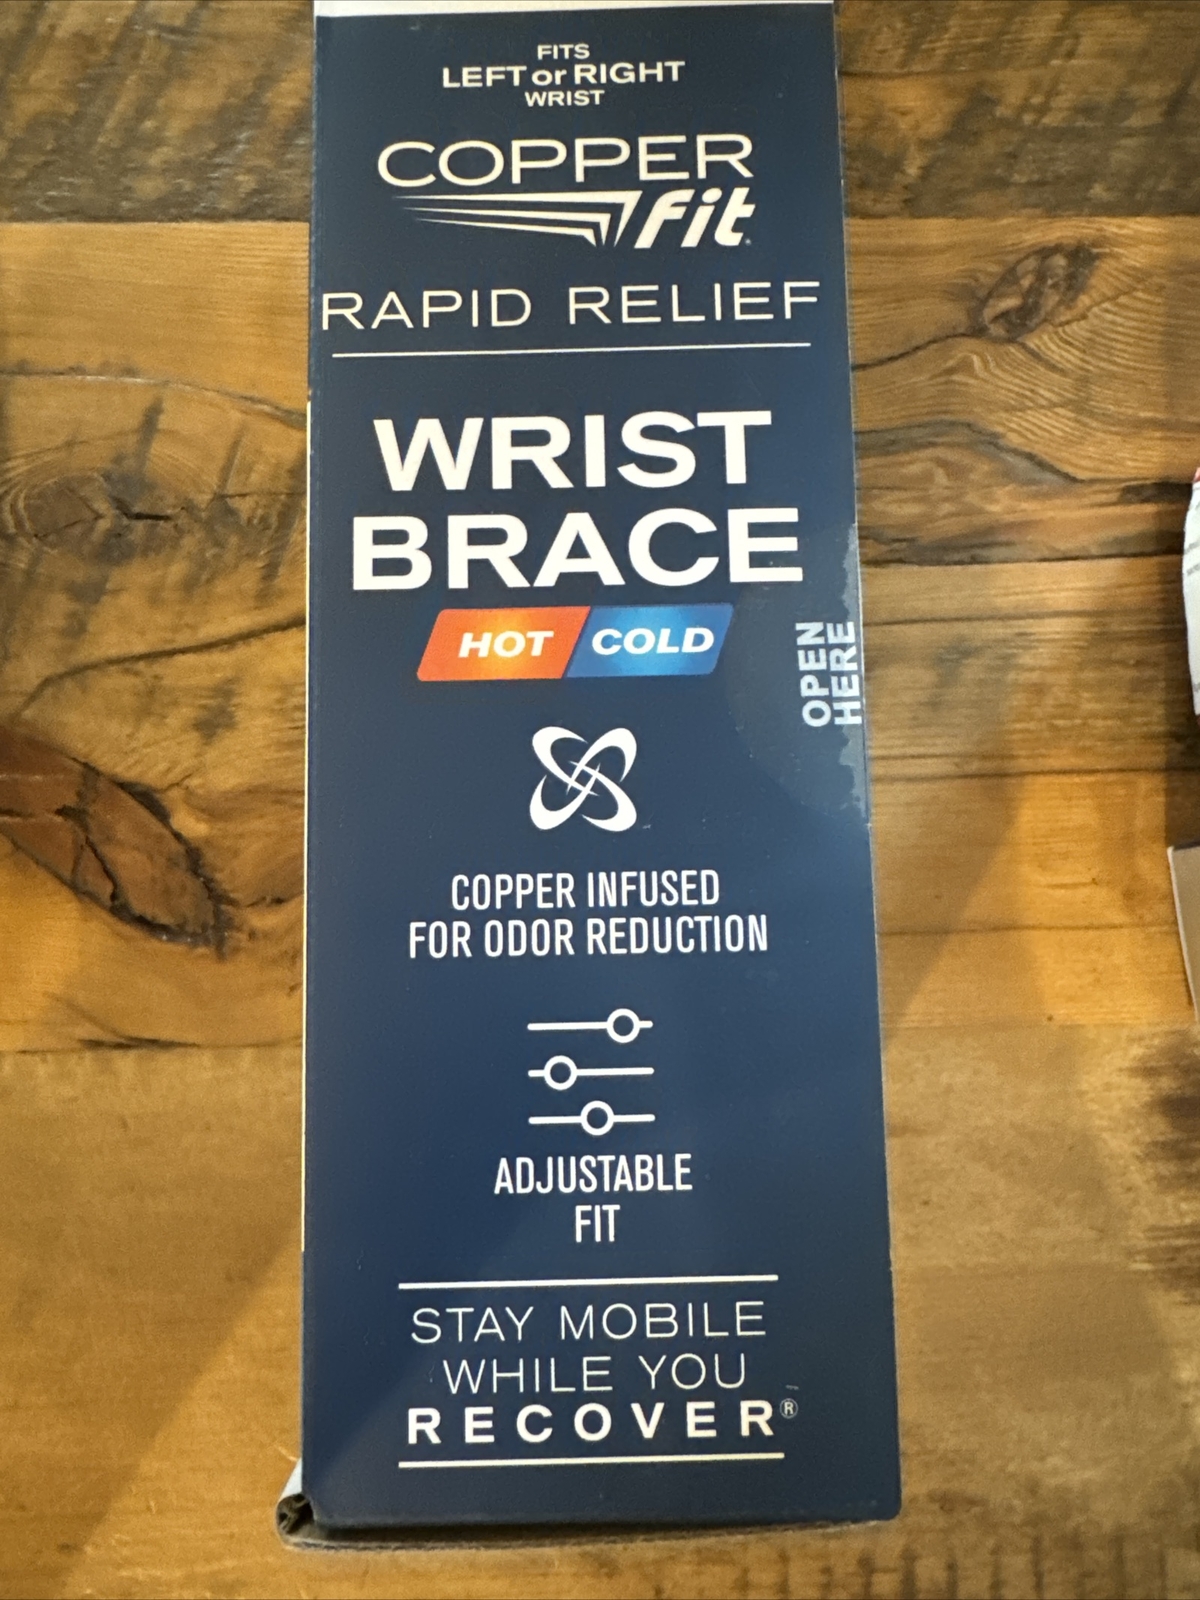 FITS
LEFT or RIGHT
WRIST
COPPER
fit®
RAPID RELIEF
WRIST
BRACE
HOT COLD
OPEN
HERE
COPPER INFUSED
FOR ODOR REDUCTION
ADJUSTABLE
FIT
STAY MOBILE
WHILE YOU
RECOVER®